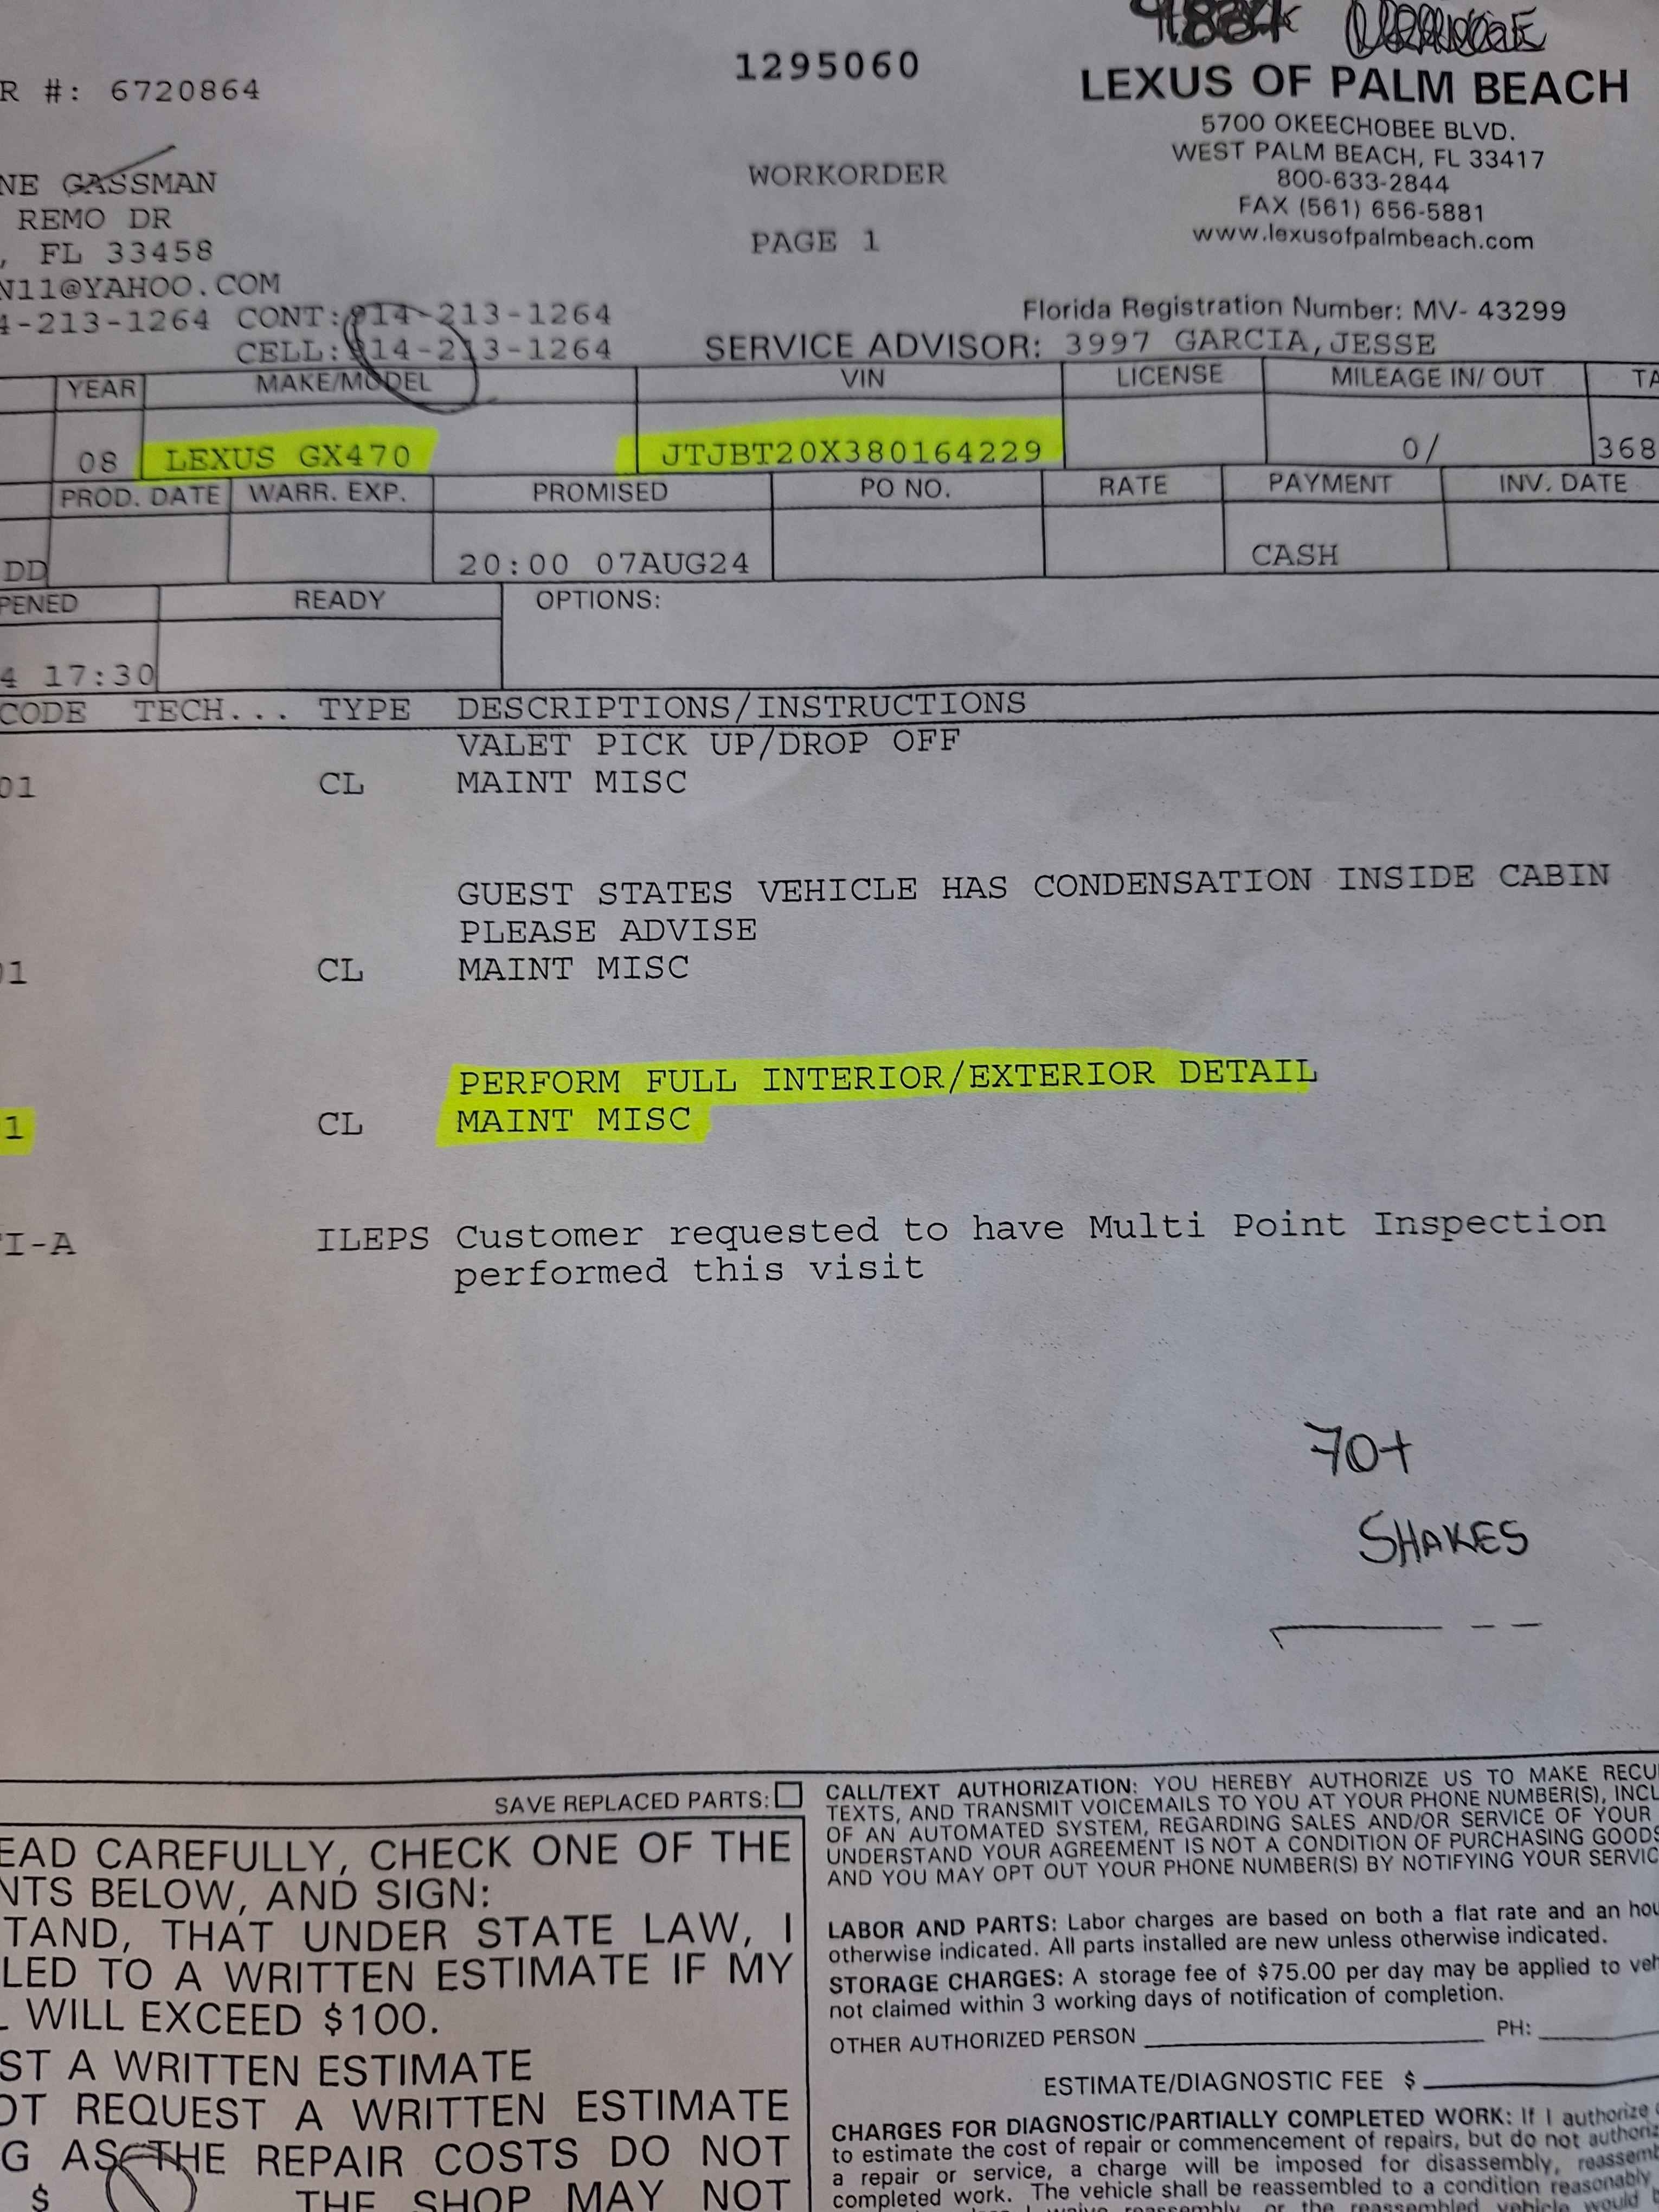 1295060
LEXUS OF PALM BEACH
R #: 6720864
5700 OKEECHOBEE BLVD.
WEST PALM BEACH, FL 33417
800-633-2844
FAX (561) 656-5881
www.lexusofpalmbeach.com
NE GASSMAN
REMO DR
, FL 33458
N11@YAHOO.COM
WORKORDER
PAGE 1
4-213-1264 CONT:914-213-1264
CELL:914-213-1264
Florida Registration Number: MV- 43299
SERVICE ADVISOR: 3997 GARCIA,JESSE
YEAR MAKE/MODEL VIN LICENSE MILEAGE IN/ OUT TA
08 LEXUS GX470 JTJBT20X380164229 0/ 368
PROD. DATE WARR. EXP. PROMISED PO NO. RATE PAYMENT INV. DATE
DD 20:00 07AUG24 CASH
PENED READY OPTIONS:
4 17:30
CODE TECH... TYPE DESCRIPTIONS/INSTRUCTIONS
VALET PICK UP/DROP OFF
01 CL MAINT MISC
GUEST STATES VEHICLE HAS CONDENSATION INSIDE CABIN
PLEASE ADVISE
01 CL MAINT MISC
PERFORM FULL INTERIOR/EXTERIOR DETAIL
1 CL MAINT MISC
I-A ILEPS Customer requested to have Multi Point Inspection
performed this visit
70+
SHAKES
SAVE REPLACED PARTS:
EAD CAREFULLY, CHECK ONE OF THE
NTS BELOW, AND SIGN:
TAND, THAT UNDER STATE LAW, I
LED TO A WRITTEN ESTIMATE IF MY
L WILL EXCEED $100.
ST A WRITTEN ESTIMATE
OT REQUEST A WRITTEN ESTIMATE
G AS THE REPAIR COSTS DO NOT
$ THE SHOP MAY NOT
CALL/TEXT AUTHORIZATION: YOU HEREBY AUTHORIZE US TO MAKE RECU
TEXTS, AND TRANSMIT VOICEMAILS TO YOU AT YOUR PHONE NUMBER(S), INCL
OF AN AUTOMATED SYSTEM, REGARDING SALES AND/OR SERVICE OF YOUR
UNDERSTAND YOUR AGREEMENT IS NOT A CONDITION OF PURCHASING GOODS
AND YOU MAY OPT OUT YOUR PHONE NUMBER(S) BY NOTIFYING YOUR SERVIC
LABOR AND PARTS: Labor charges are based on both a flat rate and an hou
otherwise indicated. All parts installed are new unless otherwise indicated.
STORAGE CHARGES: A storage fee of $75.00 per day may be applied to veh
not claimed within 3 working days of notification of completion.
OTHER AUTHORIZED PERSON PH:
ESTIMATE/DIAGNOSTIC FEE $
CHARGES FOR DIAGNOSTIC/PARTIALLY COMPLETED WORK: If I authorize
to estimate the cost of repair or commencement of repairs, but do not authoriz
a repair or service, a charge will be imposed for disassembly, reassemb
completed work. The vehicle shall be reassembled to a condition reasonably
or the reassembled vehicle would